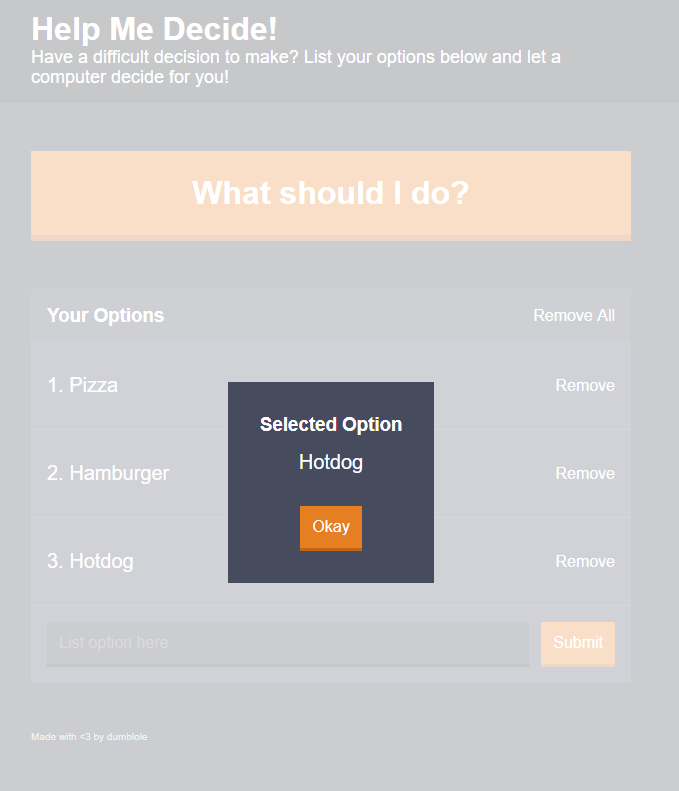 Help Me Decide!
Have a difficult decision to make? List your options below and let a
computer decide for you!
What should I do?
Your Options
Remove All
1. Pizza
Remove
Selected Option
Hotdog
2. Hamburger
Remove
Okay
3. Hotdog
Remove
List option here
Submit
Made with <3 by dumblole